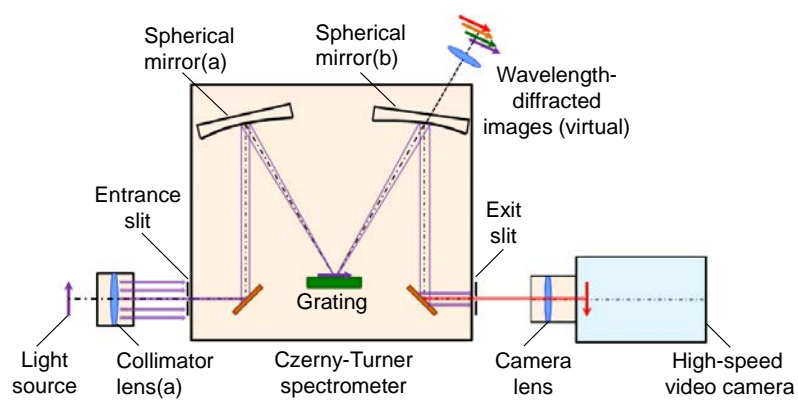 Spherical
mirror(a)
Spherical
mirror(b)
Wavelength-
diffracted
images (virtual)
Entrance
slit
Exit
slit
Grating
Light
source
Collimator
lens(a)
Czerny-Turner
spectrometer
Camera
lens
High-speed
video camera